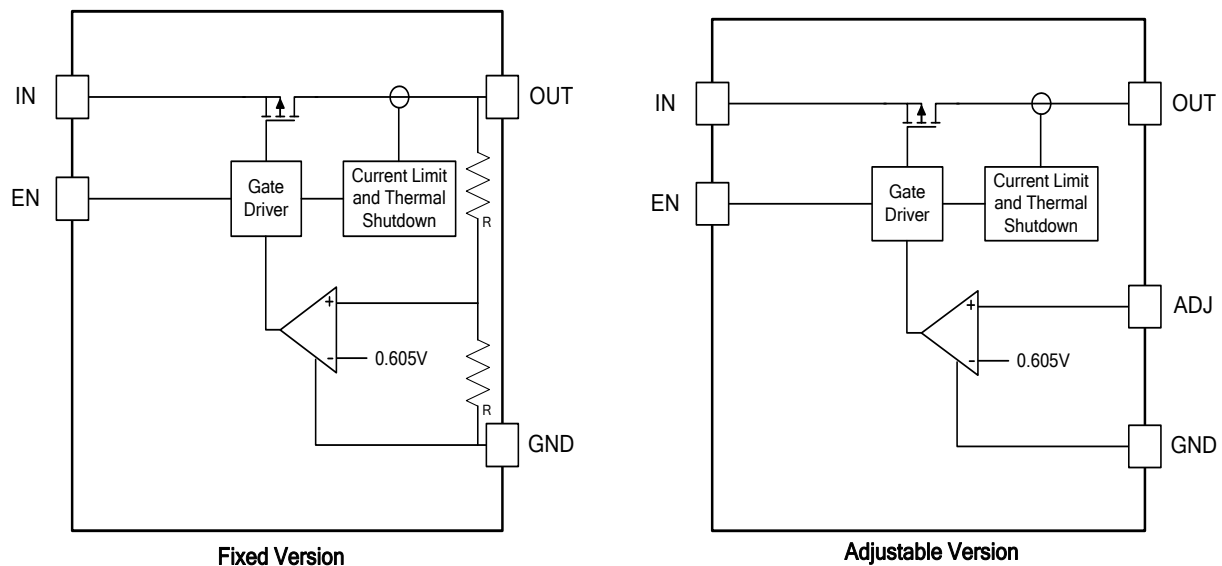 IN
OUT
EN
Gate
Driver
Current Limit
and Thermal
Shutdown
R
+
-
0.605V
R
GND
Fixed Version
IN
OUT
EN
Gate
Driver
Current Limit
and Thermal
Shutdown
ADJ
+
-
0.605V
GND
Adjustable Version